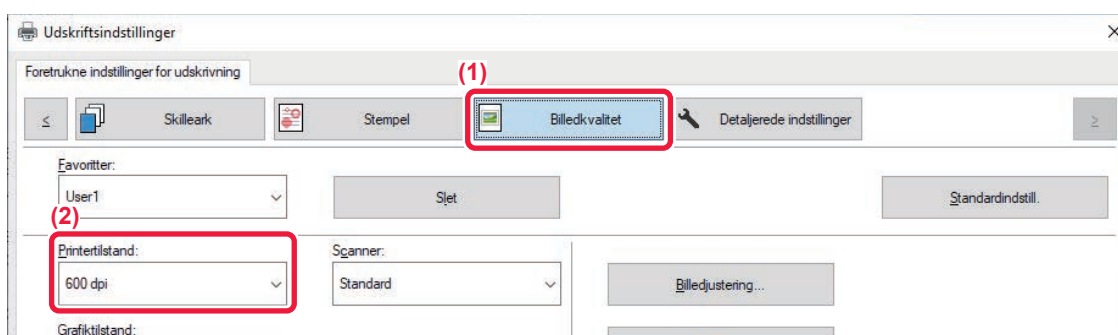 Udskriftsindstillinger
Foretrukne indstillinger for udskrivning
(1)
≤ Skilleark Stempel Billedkvalitet Detaljerede indstillinger ≥
Favoritter:
User1 Slet Standardindstill.
(2)
Printertilstand: Scanner:
600 dpi Standard Billedjustering...
Grafiktilstand: